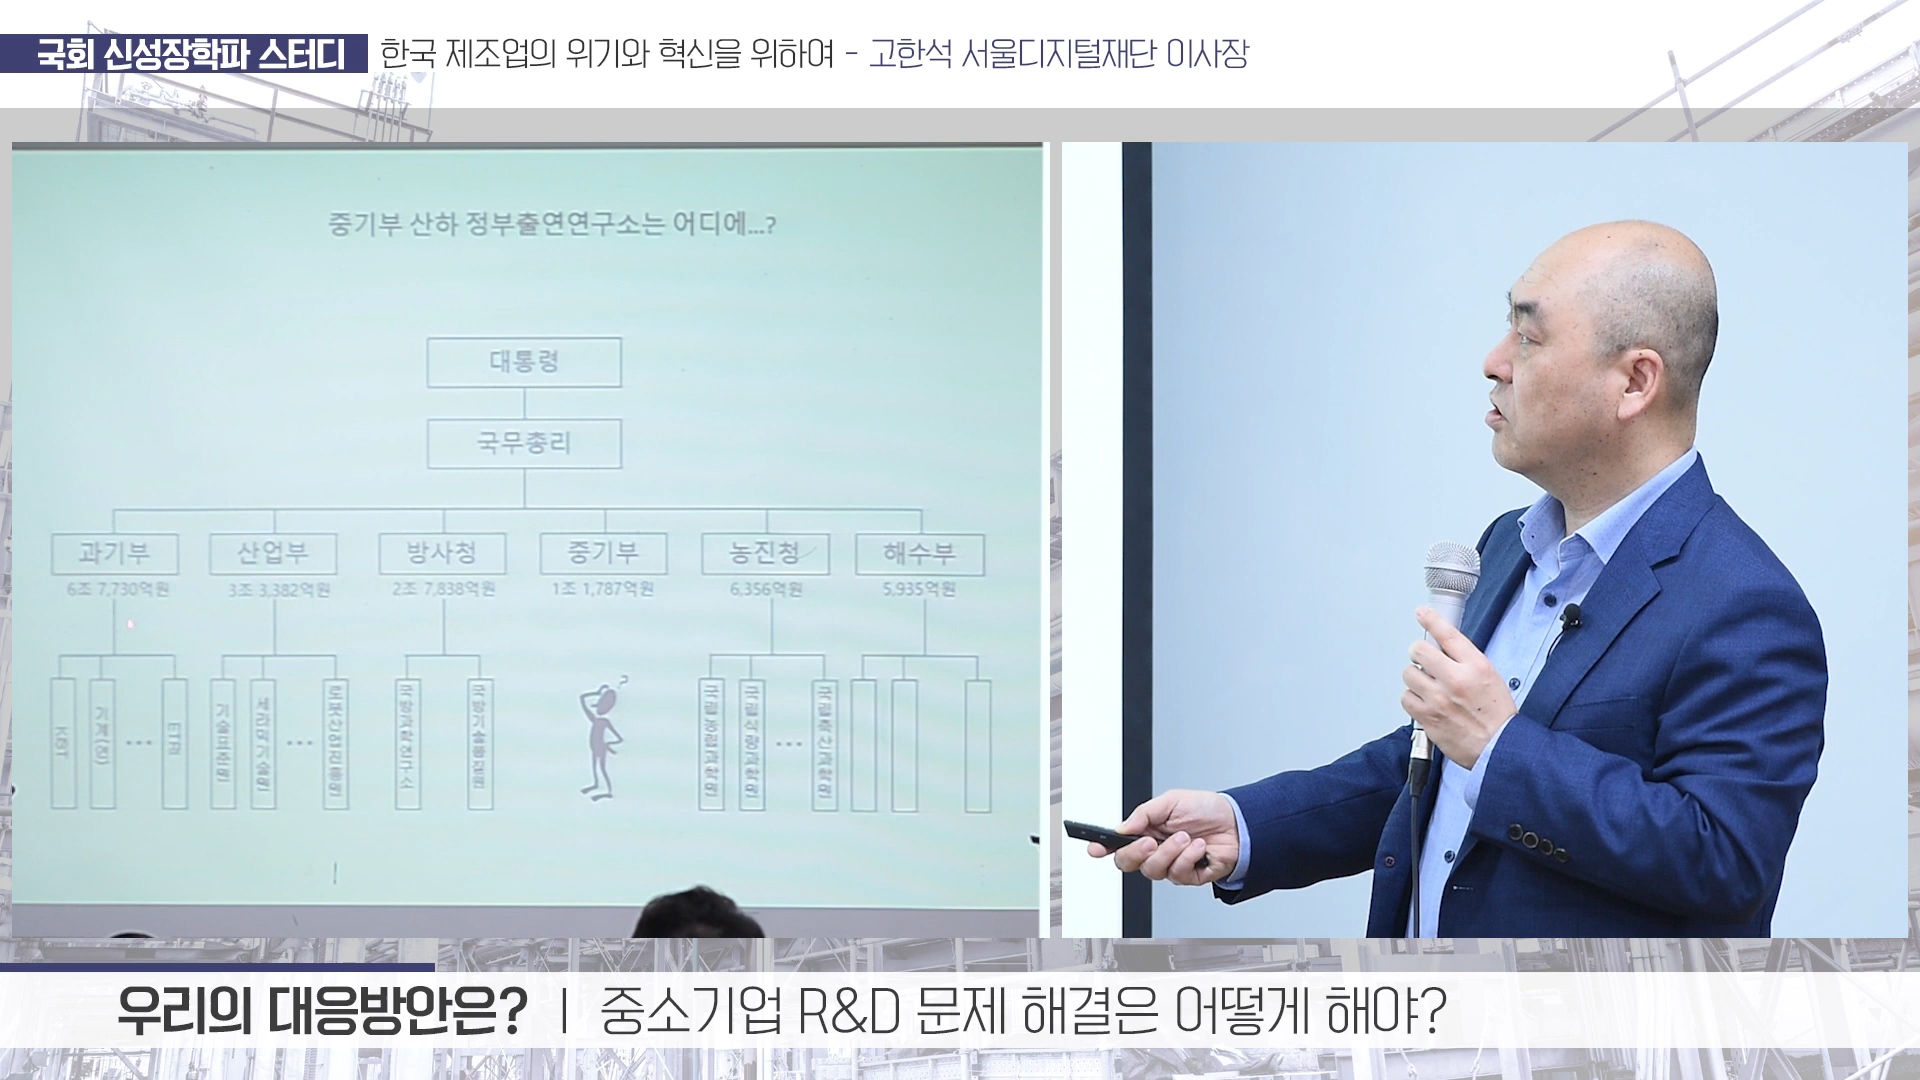 국회 신성장학파 스터디 한국 제조업의 위기와 혁신을 위하여 - 고한석 서울디지털재단 이사장
중기부 산하 정부출연연구소는 어디에...?
대통령
국무총리
과기부 산업부 방사청 중기부 농진청 해수부
6조 7,730억원 3조 3,382억원 2조 7,838억원 1조 1,787억원 6,356억원 5,935억원
KIST
기계(연)
...
ETRI
기술표준원
세라믹기술원
...
로봇산업진흥원
국방과학연구소
국방기술품질원
?
국립농림과학원
국립식량과학원
...
국립축산과학원
우리의 대응방안은? | 중소기업 R&D 문제 해결은 어떻게 해야?